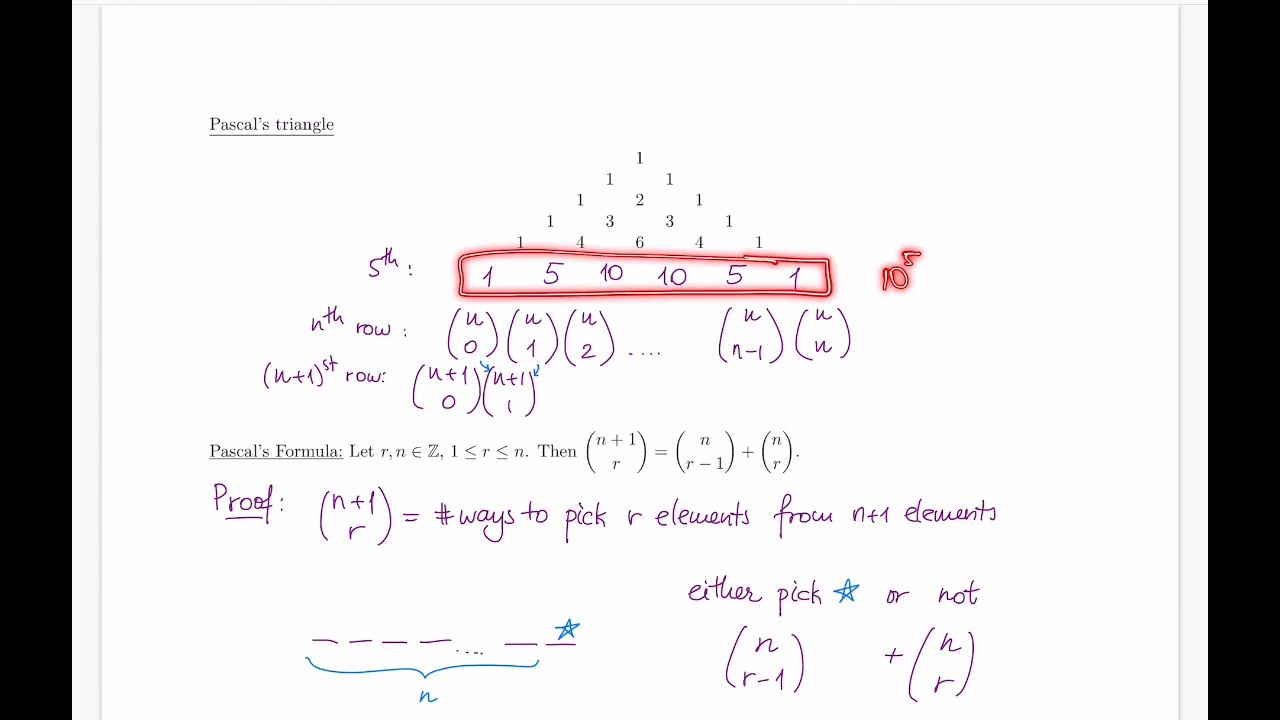 Pascal's triangle
1
1 1
1 2 1
1 3 3 1
1 4 6 4 1
5th : 1 5 10 10 5 1 10^5
nth row : (n 0) (n 1) (n 2) .... (n n-1) (n n)
(n+1)st row: (n+1 0) (n+1 1)
Pascal's Formula: Let r, n ∈ ℤ, 1 ≤ r ≤ n. Then (n + 1 r) = (n r − 1) + (n r).
Proof: (n+1 r) = # ways to pick r elements from n+1 elements
either pick ☆ or not
_ _ _ _ .... _ ☆
n
(n r-1) + (n r)